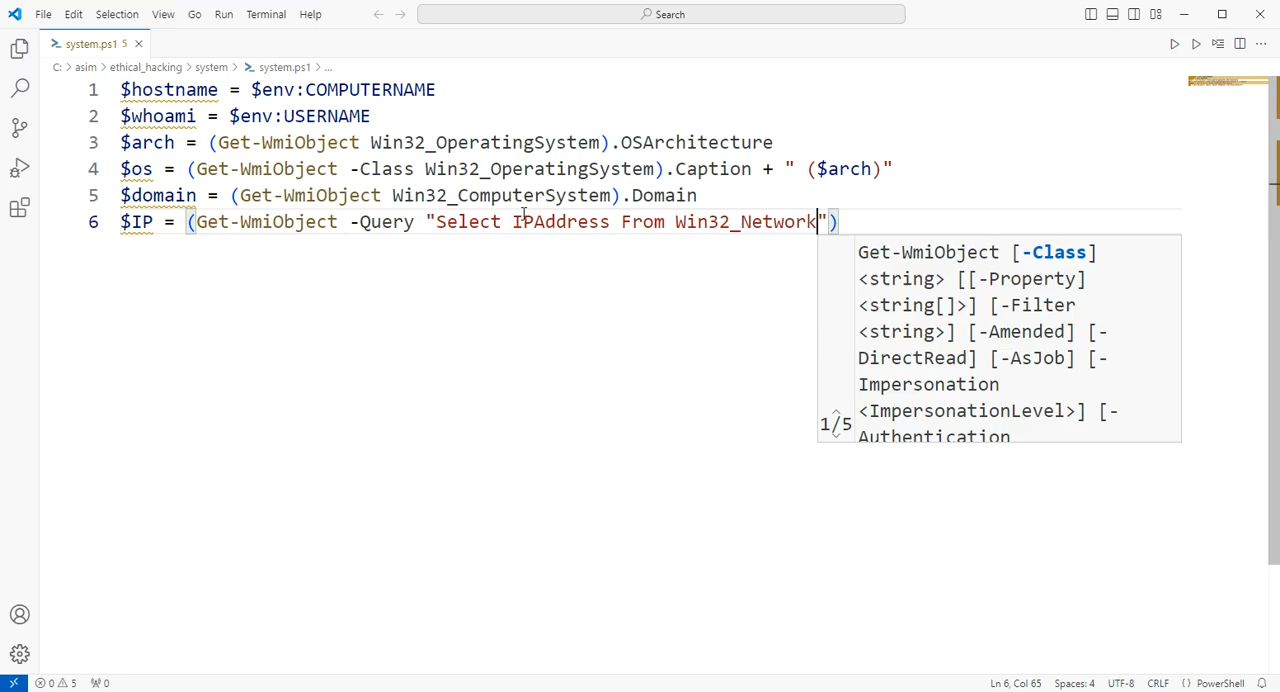 File Edit Selection View Go Run Terminal Help Search
system.ps1 5
C: > asim > ethical_hacking > system > system.ps1 > ...
1 $hostname = $env:COMPUTERNAME
2 $whoami = $env:USERNAME
3 $arch = (Get-WmiObject Win32_OperatingSystem).OSArchitecture
4 $os = (Get-WmiObject -Class Win32_OperatingSystem).Caption + " ($arch)"
5 $domain = (Get-WmiObject Win32_ComputerSystem).Domain
6 $IP = (Get-WmiObject -Query "Select IPAddress From Win32_Network")
Get-WmiObject [-Class]
<string> [[-Property]
<string[]>] [-Filter
<string>] [-Amended] [-
DirectRead] [-AsJob] [-
Impersonation
<ImpersonationLevel>] [-
1/5
Authentication
0 5 0 Ln 6, Col 65 Spaces: 4 UTF-8 CRLF {} PowerShell